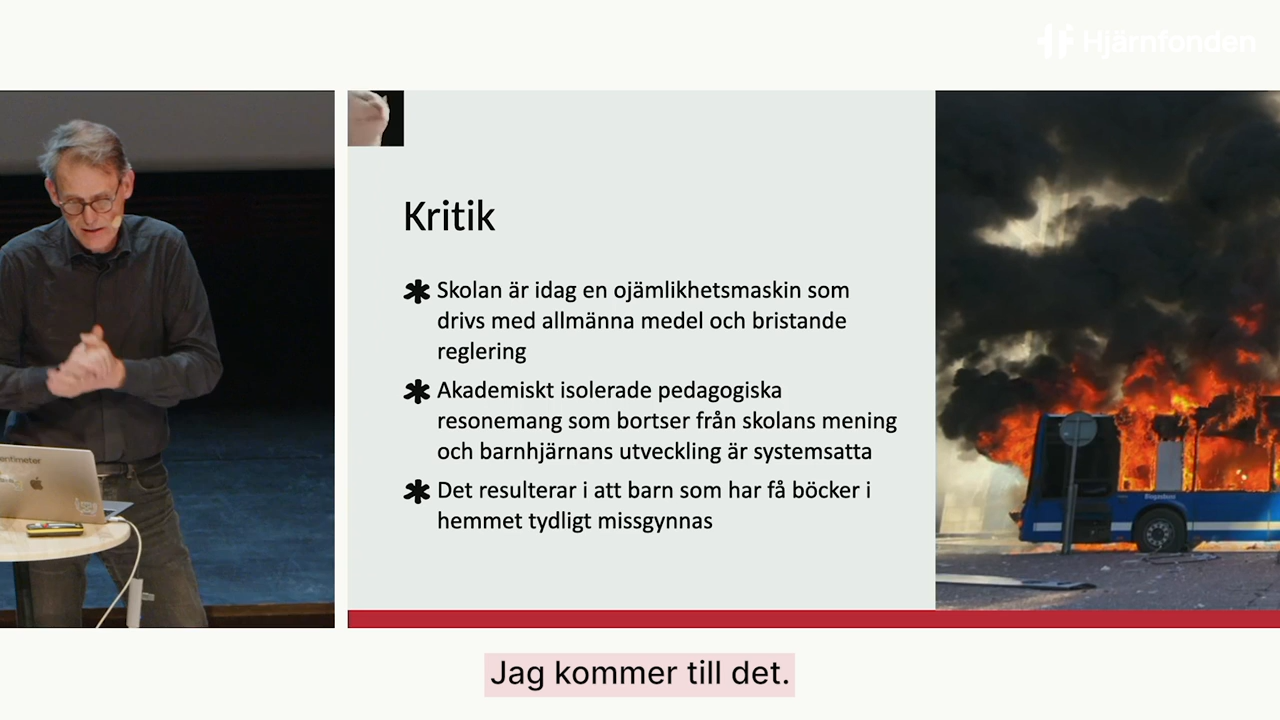 Hjärnfonden
Kritik
Skolan är idag en ojämlikhetsmaskin som
drivs med allmänna medel och bristande
reglering
Akademiskt isolerade pedagogiska
resonemang som bortser från skolans mening
och barnhjärnans utveckling är systemsatta
Det resulterar i att barn som har få böcker i
hemmet tydligt missgynnas
Jag kommer till det.